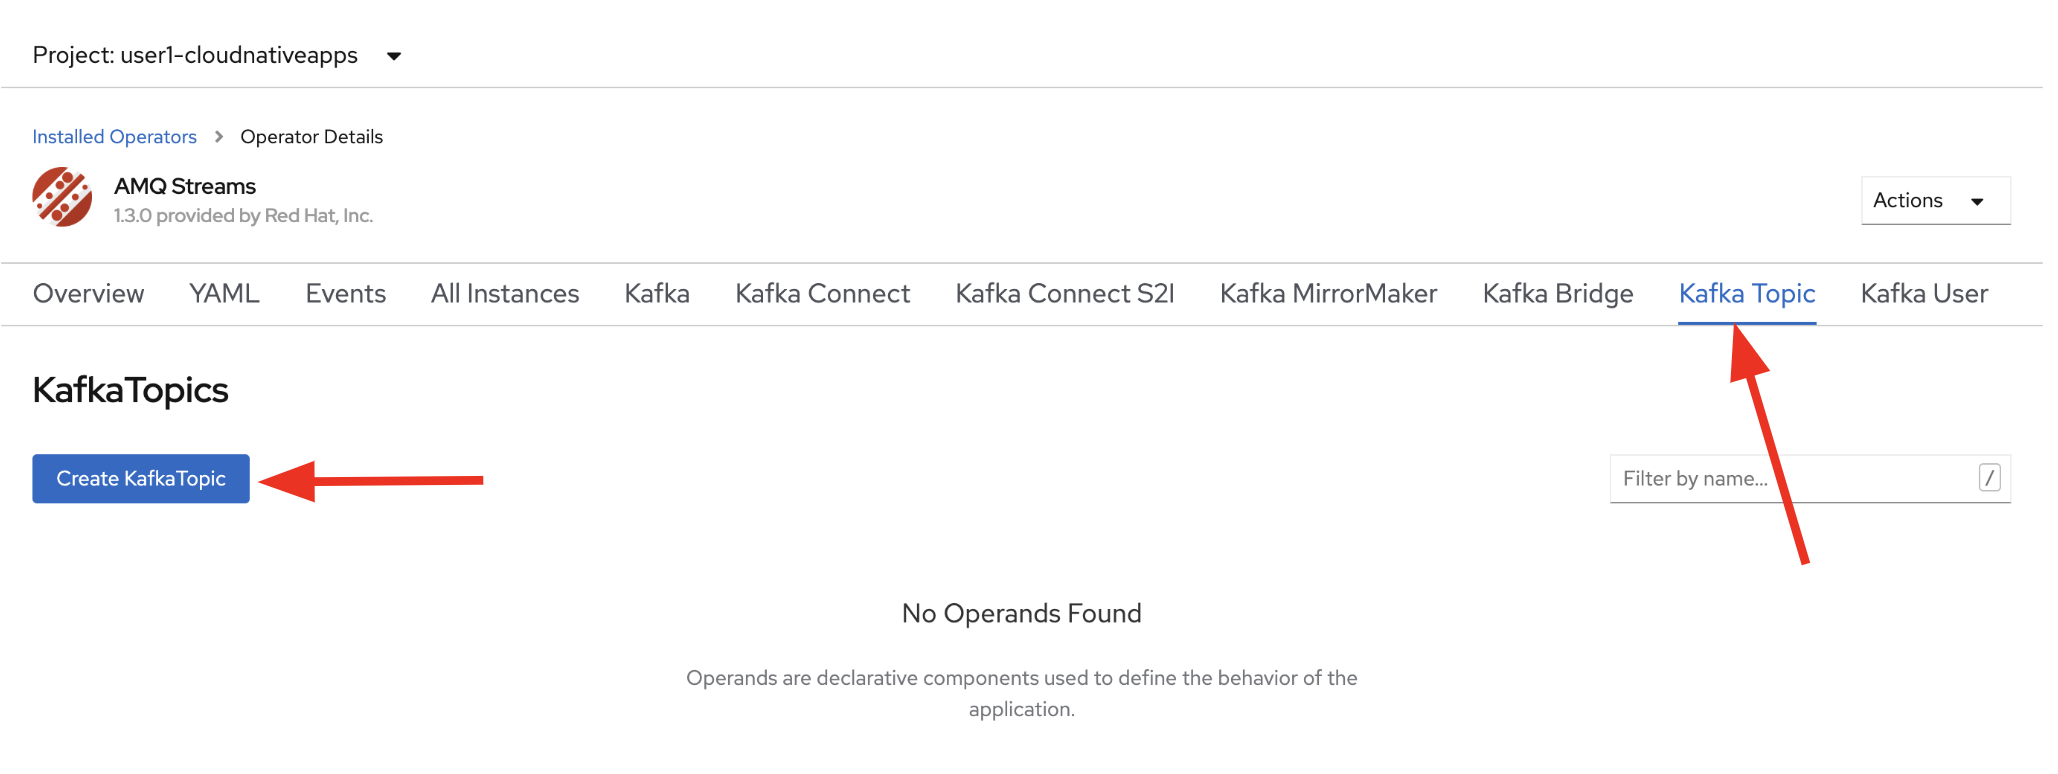 Project: user1-cloudnativeapps
Installed Operators > Operator Details
AMQ Streams
1.3.0 provided by Red Hat, Inc.
Actions
Overview YAML Events All Instances Kafka Kafka Connect Kafka Connect S2I Kafka MirrorMaker Kafka Bridge Kafka Topic Kafka User
KafkaTopics
Create KafkaTopic
Filter by name... /
No Operands Found
Operands are declarative components used to define the behavior of the
application.